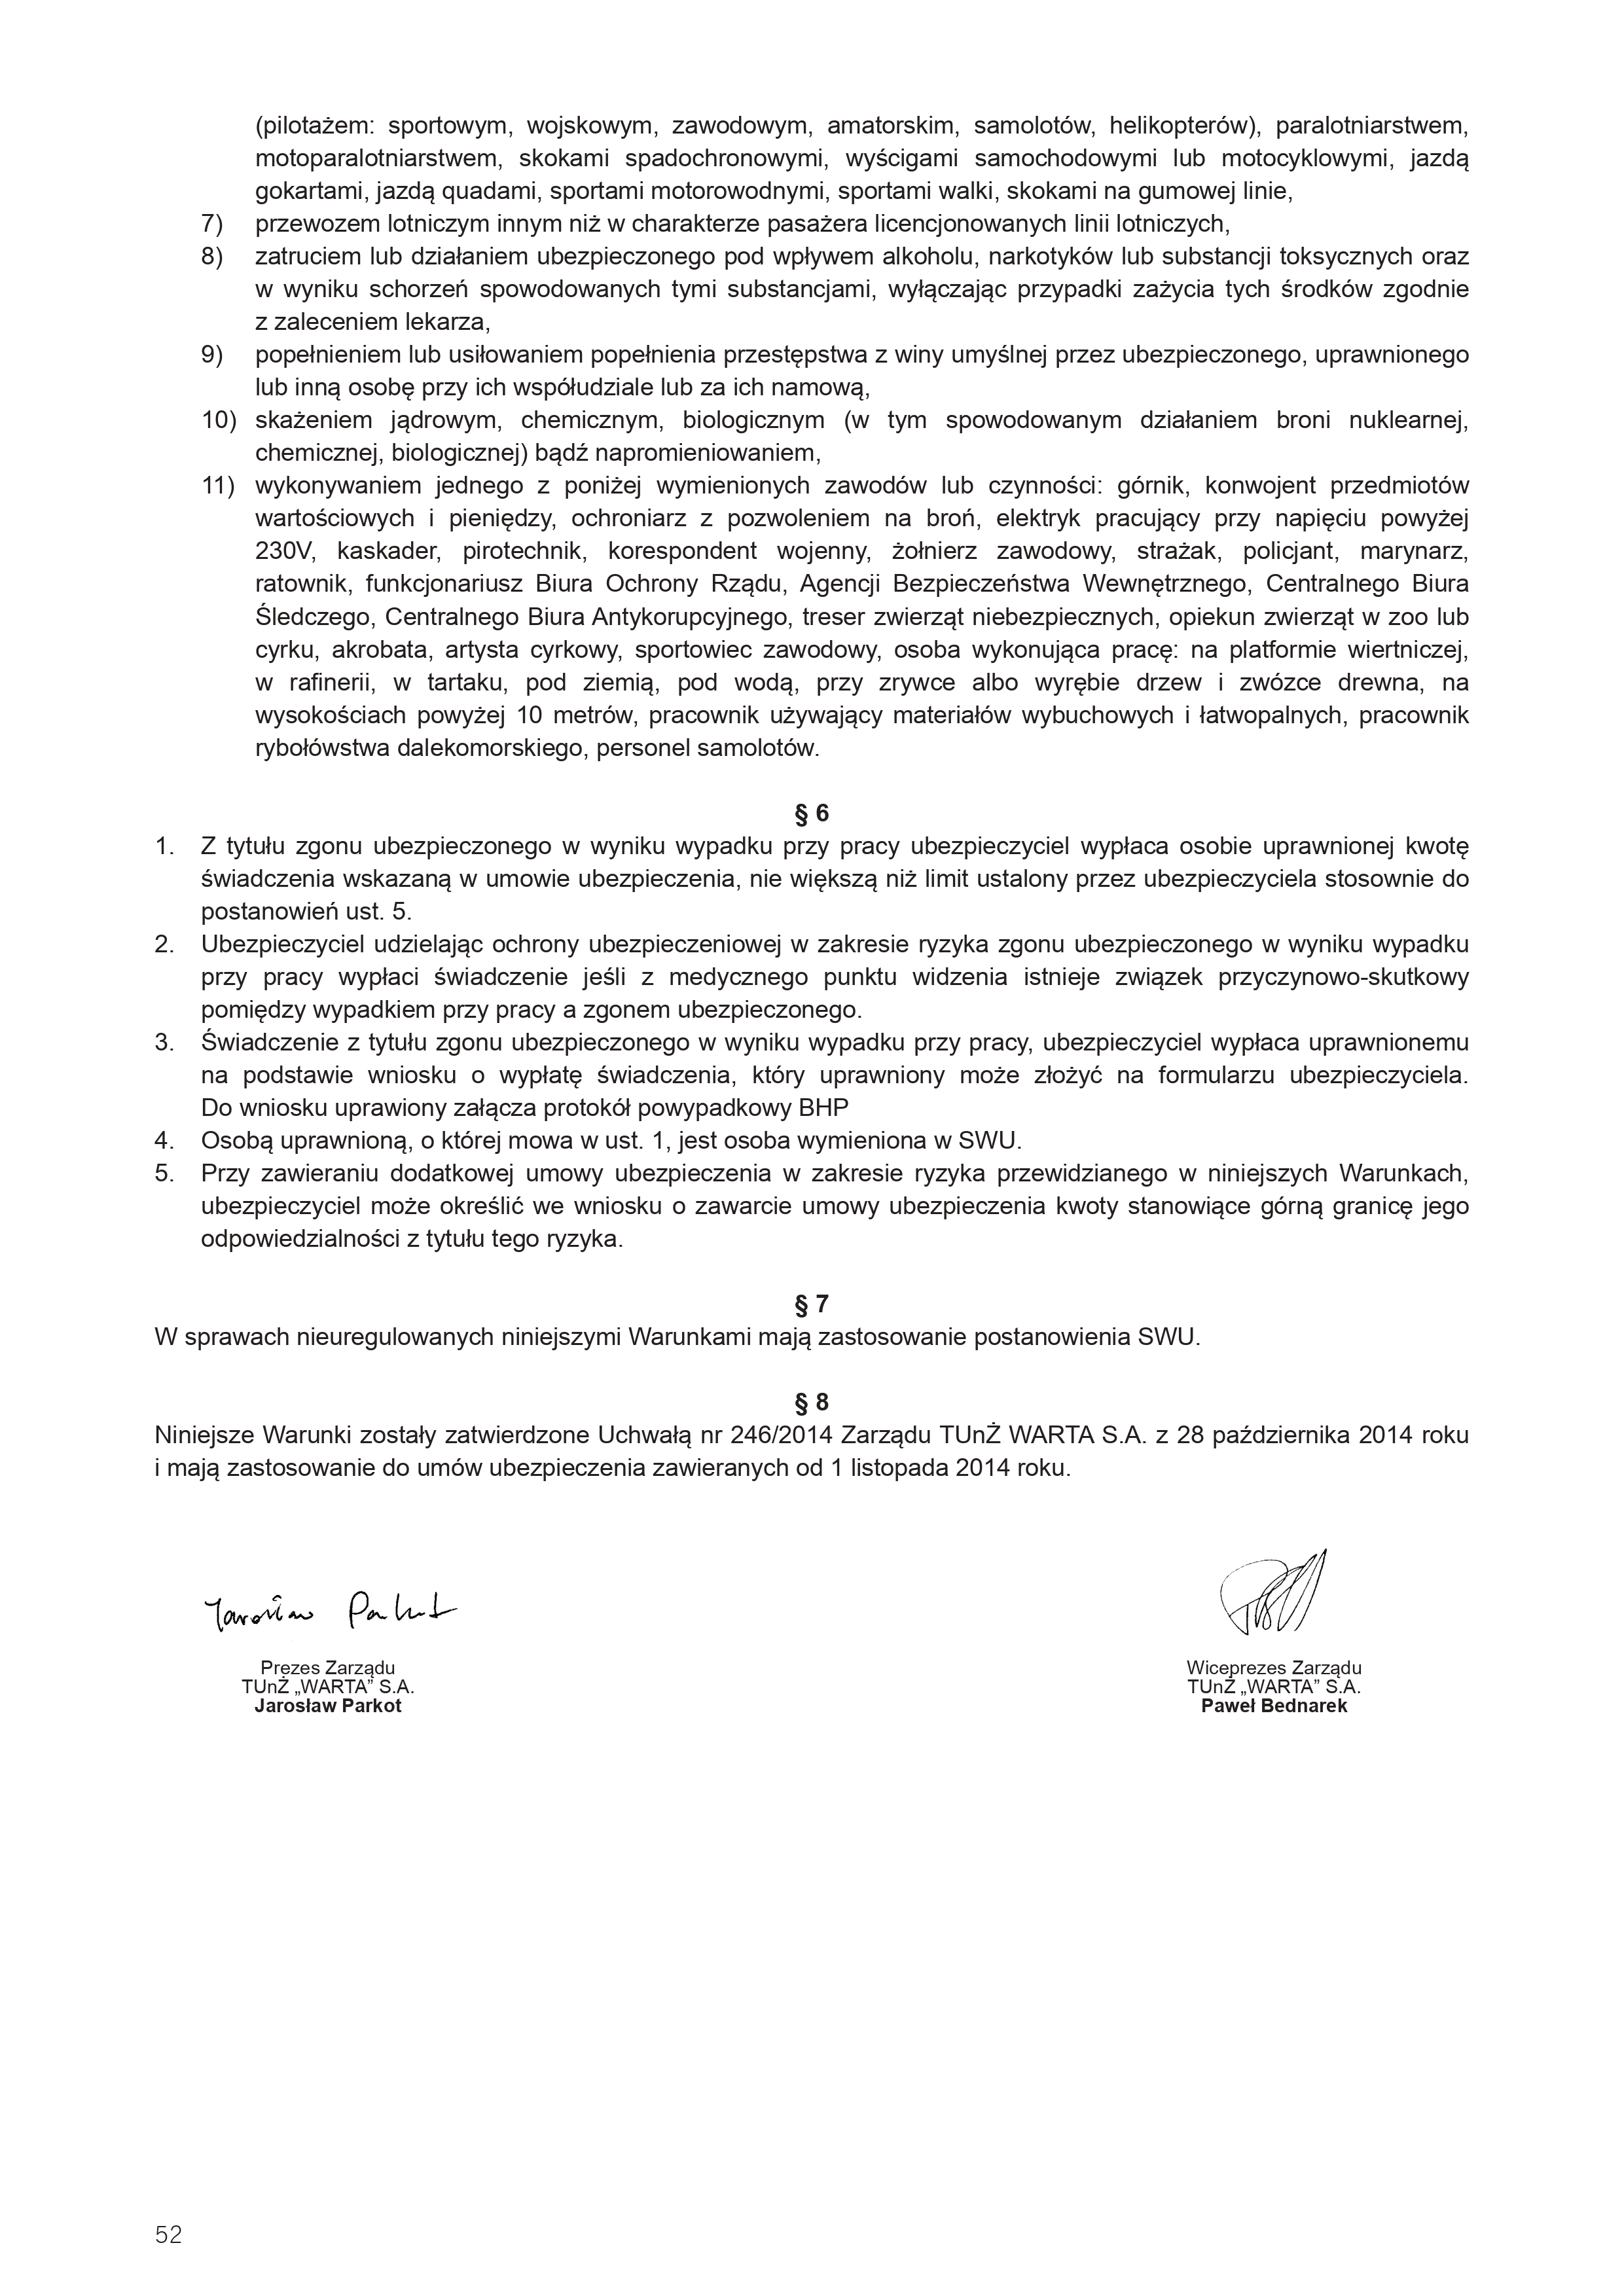 (pilotażem: sportowym, wojskowym, zawodowym, amatorskim, samolotów, helikopterów), paralotniarstwem,
motoparalotniarstwem, skokami spadochronowymi, wyścigami samochodowymi lub motocyklowymi, jazdą
gokartami, jazdą quadami, sportami motorowodnymi, sportami walki, skokami na gumowej linie,
7) przewozem lotniczym innym niż w charakterze pasażera licencjonowanych linii lotniczych,
8) zatruciem lub działaniem ubezpieczonego pod wpływem alkoholu, narkotyków lub substancji toksycznych oraz
w wyniku schorzeń spowodowanych tymi substancjami, wyłączając przypadki zażycia tych środków zgodnie
z zaleceniem lekarza,
9) popełnieniem lub usiłowaniem popełnienia przestępstwa z winy umyślnej przez ubezpieczonego, uprawnionego
lub inną osobę przy ich współudziale lub za ich namową,
10) skażeniem jądrowym, chemicznym, biologicznym (w tym spowodowanym działaniem broni nuklearnej,
chemicznej, biologicznej) bądź napromieniowaniem,
11) wykonywaniem jednego z poniżej wymienionych zawodów lub czynności: górnik, konwojent przedmiotów
wartościowych i pieniędzy, ochroniarz z pozwoleniem na broń, elektryk pracujący przy napięciu powyżej
230V, kaskader, pirotechnik, korespondent wojenny, żołnierz zawodowy, strażak, policjant, marynarz,
ratownik, funkcjonariusz Biura Ochrony Rządu, Agencji Bezpieczeństwa Wewnętrznego, Centralnego Biura
Śledczego, Centralnego Biura Antykorupcyjnego, treser zwierząt niebezpiecznych, opiekun zwierząt w zoo lub
cyrku, akrobata, artysta cyrkowy, sportowiec zawodowy, osoba wykonująca pracę: na platformie wiertniczej,
w rafinerii, w tartaku, pod ziemią, pod wodą, przy zrywce albo wyrębie drzew i zwózce drewna, na
wysokościach powyżej 10 metrów, pracownik używający materiałów wybuchowych i łatwopalnych, pracownik
rybołówstwa dalekomorskiego, personel samolotów.
§ 6
1. Z tytułu zgonu ubezpieczonego w wyniku wypadku przy pracy ubezpieczyciel wypłaca osobie uprawnionej kwotę
świadczenia wskazaną w umowie ubezpieczenia, nie większą niż limit ustalony przez ubezpieczyciela stosownie do
postanowień ust. 5.
2. Ubezpieczyciel udzielając ochrony ubezpieczeniowej w zakresie ryzyka zgonu ubezpieczonego w wyniku wypadku
przy pracy wypłaci świadczenie jeśli z medycznego punktu widzenia istnieje związek przyczynowo-skutkowy
pomiędzy wypadkiem przy pracy a zgonem ubezpieczonego.
3. Świadczenie z tytułu zgonu ubezpieczonego w wyniku wypadku przy pracy, ubezpieczyciel wypłaca uprawnionemu
na podstawie wniosku o wypłatę świadczenia, który uprawniony może złożyć na formularzu ubezpieczyciela.
Do wniosku uprawiony załącza protokół powypadkowy BHP
4. Osobą uprawnioną, o której mowa w ust. 1, jest osoba wymieniona w SWU.
5. Przy zawieraniu dodatkowej umowy ubezpieczenia w zakresie ryzyka przewidzianego w niniejszych Warunkach,
ubezpieczyciel może określić we wniosku o zawarcie umowy ubezpieczenia kwoty stanowiące górną granicę jego
odpowiedzialności z tytułu tego ryzyka.
§ 7
W sprawach nieuregulowanych niniejszymi Warunkami mają zastosowanie postanowienia SWU.
§ 8
Niniejsze Warunki zostały zatwierdzone Uchwałą nr 246/2014 Zarządu TUnŻ WARTA S.A. z 28 października 2014 roku
i mają zastosowanie do umów ubezpieczenia zawieranych od 1 listopada 2014 roku.
Jarosław Parkot
Prezes Zarządu
TUnŻ „WARTA” S.A.
Jarosław Parkot
Wiceprezes Zarządu
TUnŻ „WARTA” S.A.
Paweł Bednarek
52